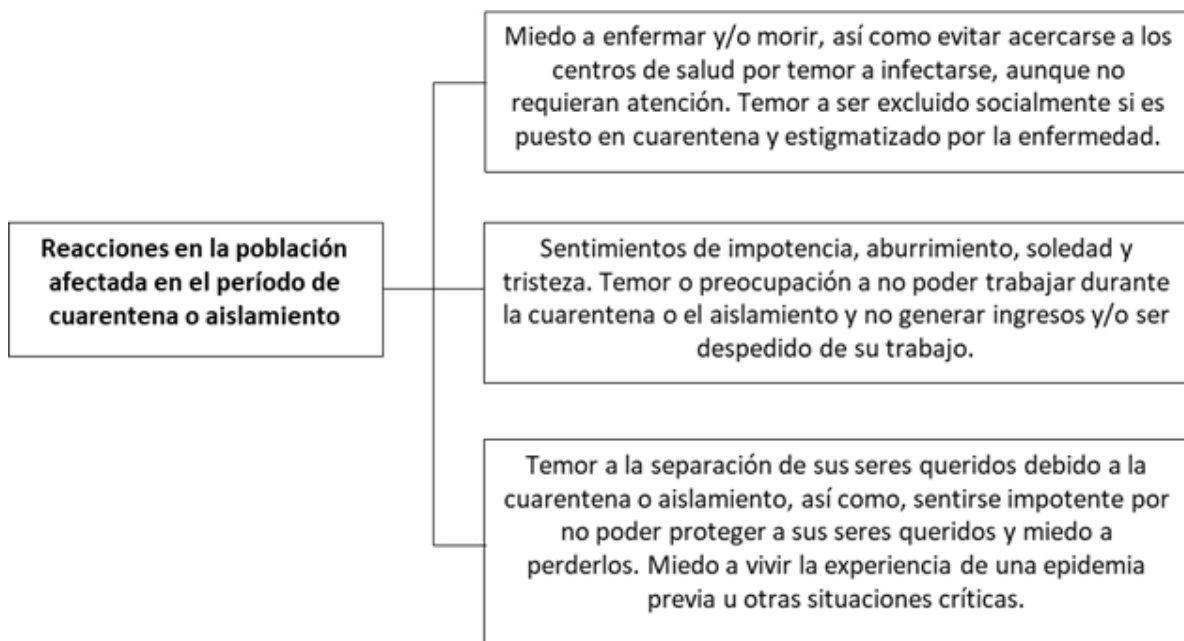 Miedo a enfermar y/o morir, así como evitar acercarse a los
centros de salud por temor a infectarse, aunque no
requieran atención. Temor a ser excluido socialmente si es
puesto en cuarentena y estigmatizado por la enfermedad.
Reacciones en la población
afectada en el período de
cuarentena o aislamiento
Sentimientos de impotencia, aburrimiento, soledad y
tristeza. Temor o preocupación a no poder trabajar durante
la cuarentena o el aislamiento y no generar ingresos y/o ser
despedido de su trabajo.
Temor a la separación de sus seres queridos debido a la
cuarentena o aislamiento, así como, sentirse impotente por
no poder proteger a sus seres queridos y miedo a
perderlos. Miedo a vivir la experiencia de una epidemia
previa u otras situaciones críticas.